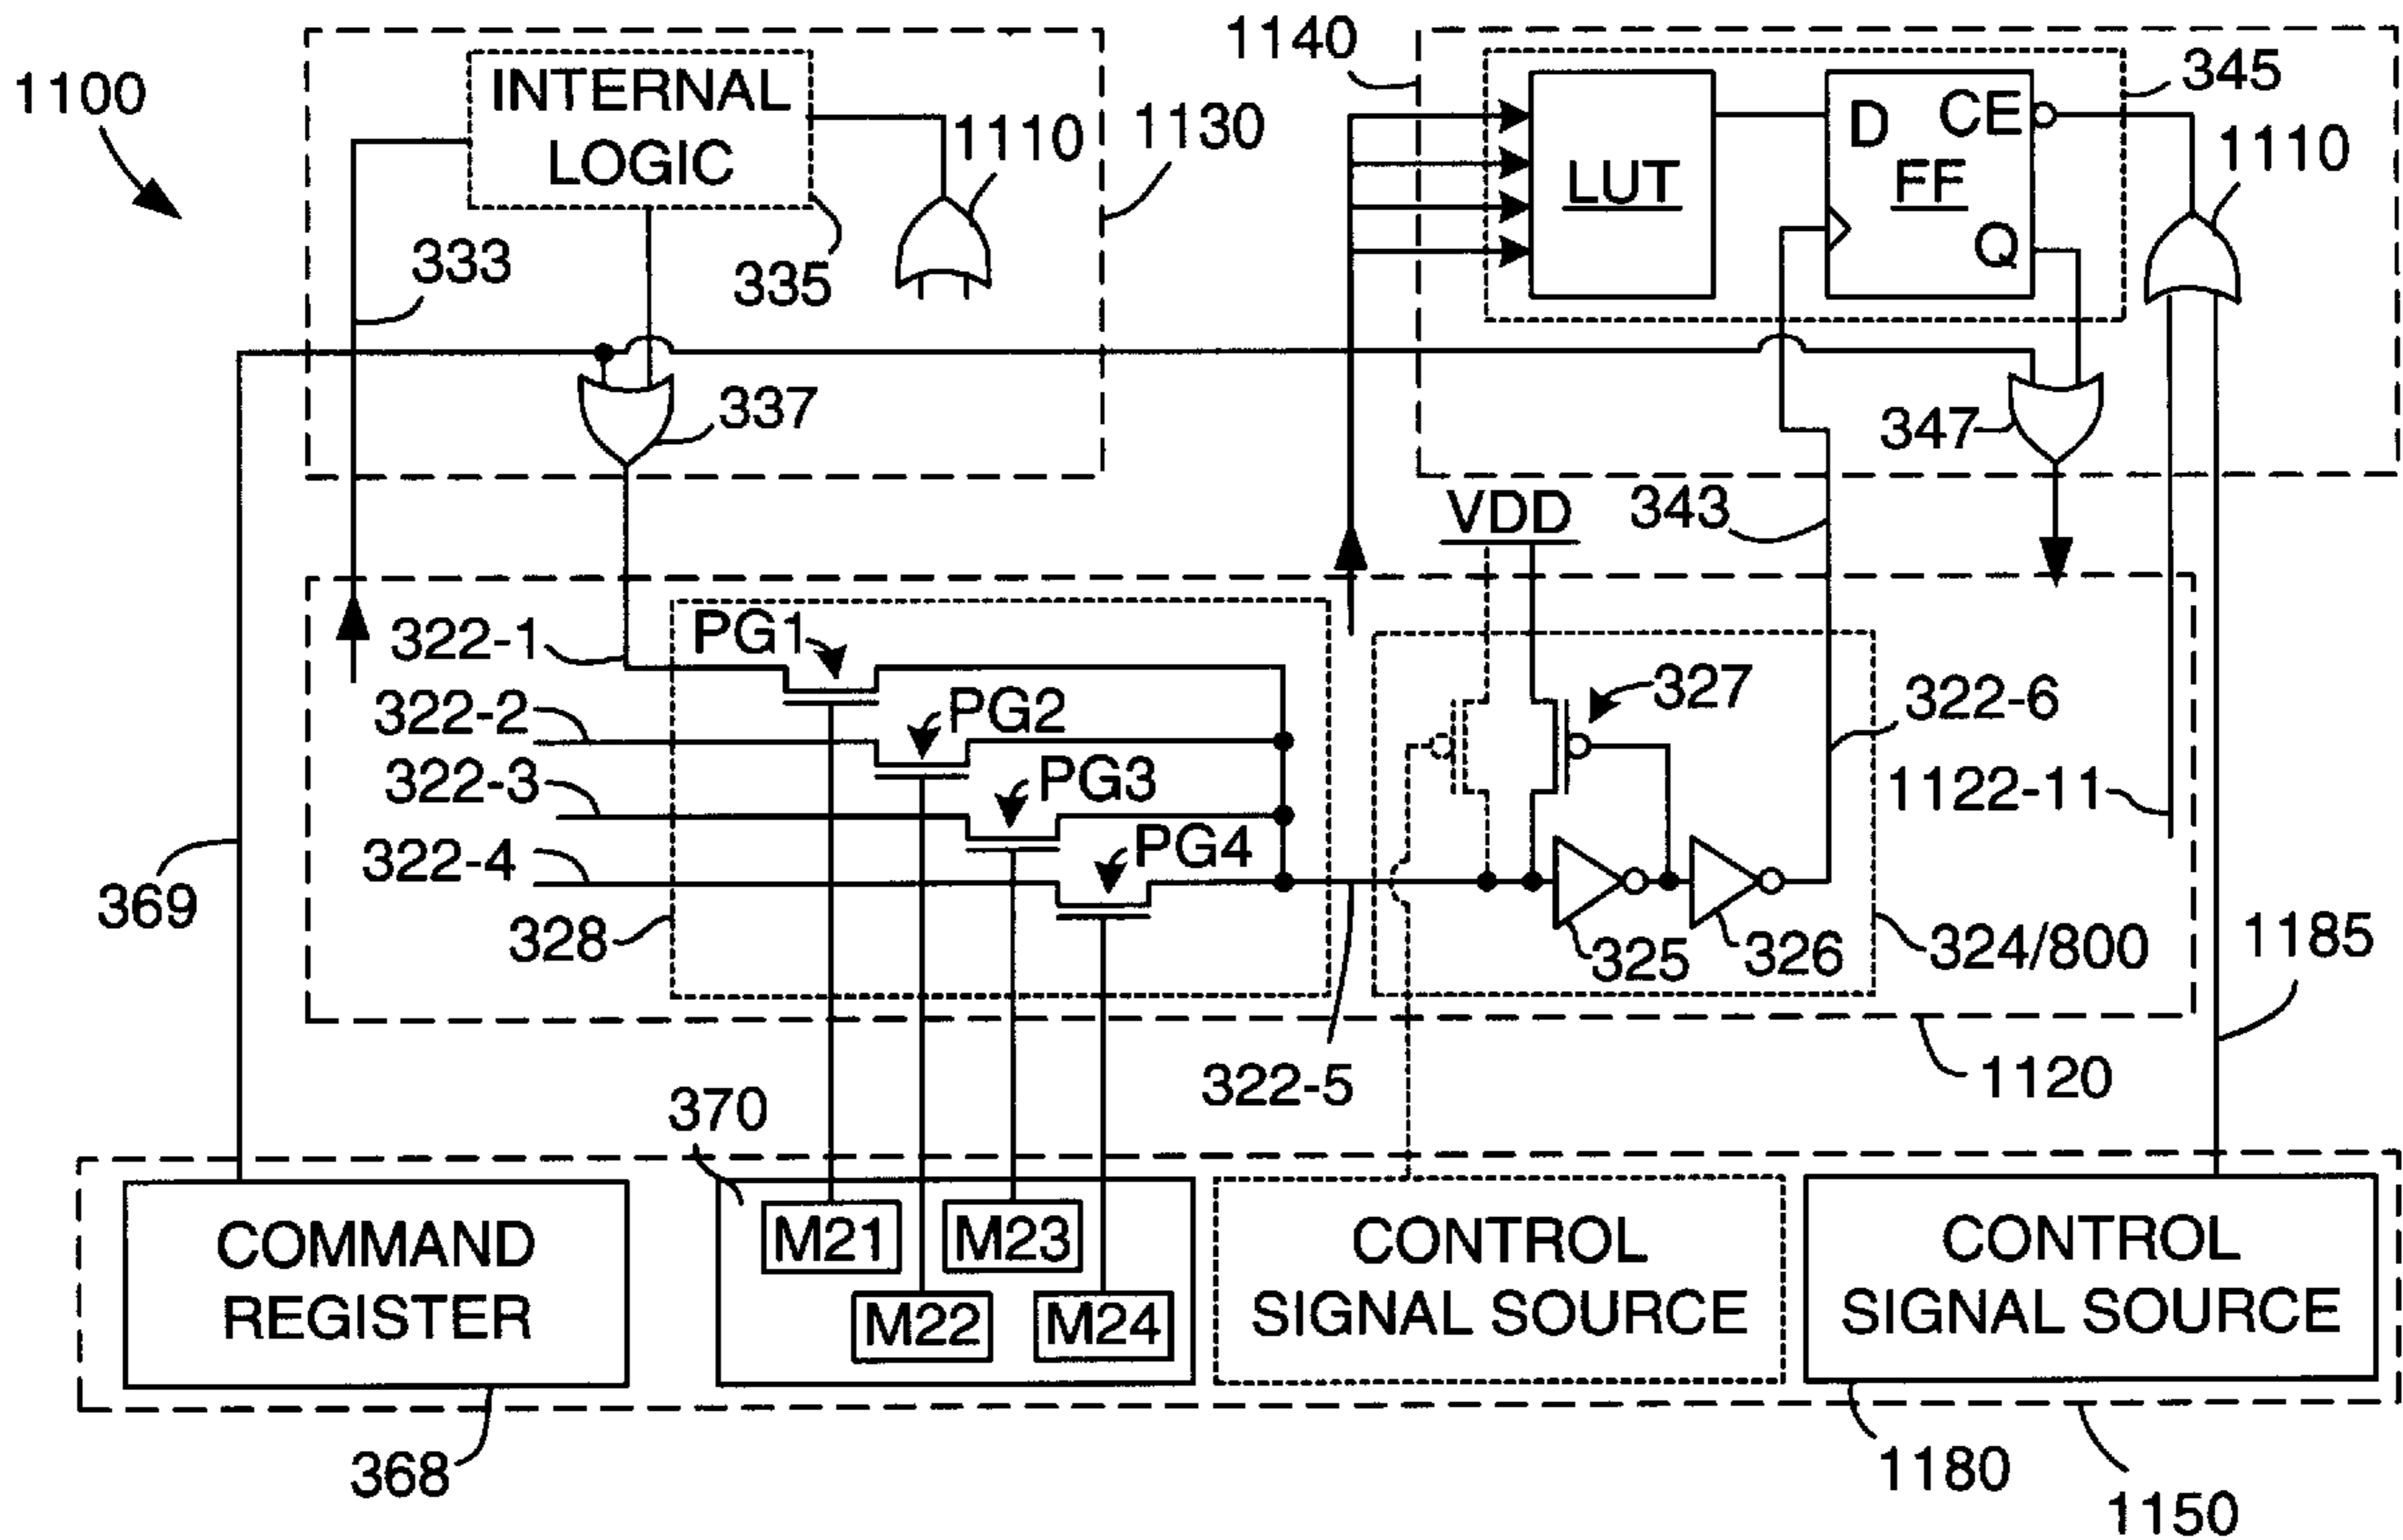 1100
INTERNAL
LOGIC
1110
1130
333
335
337
1140
LUT
D
CE
FF
Q
345
1110
347
VDD
343
322-1
PG1
322-2
PG2
322-3
PG3
322-4
PG4
327
322-6
1122-11
369
328
325
326
324/800
1185
322-5
1120
370
COMMAND
REGISTER
M21
M23
M22
M24
CONTROL
SIGNAL SOURCE
CONTROL
SIGNAL SOURCE
368
1180
1150